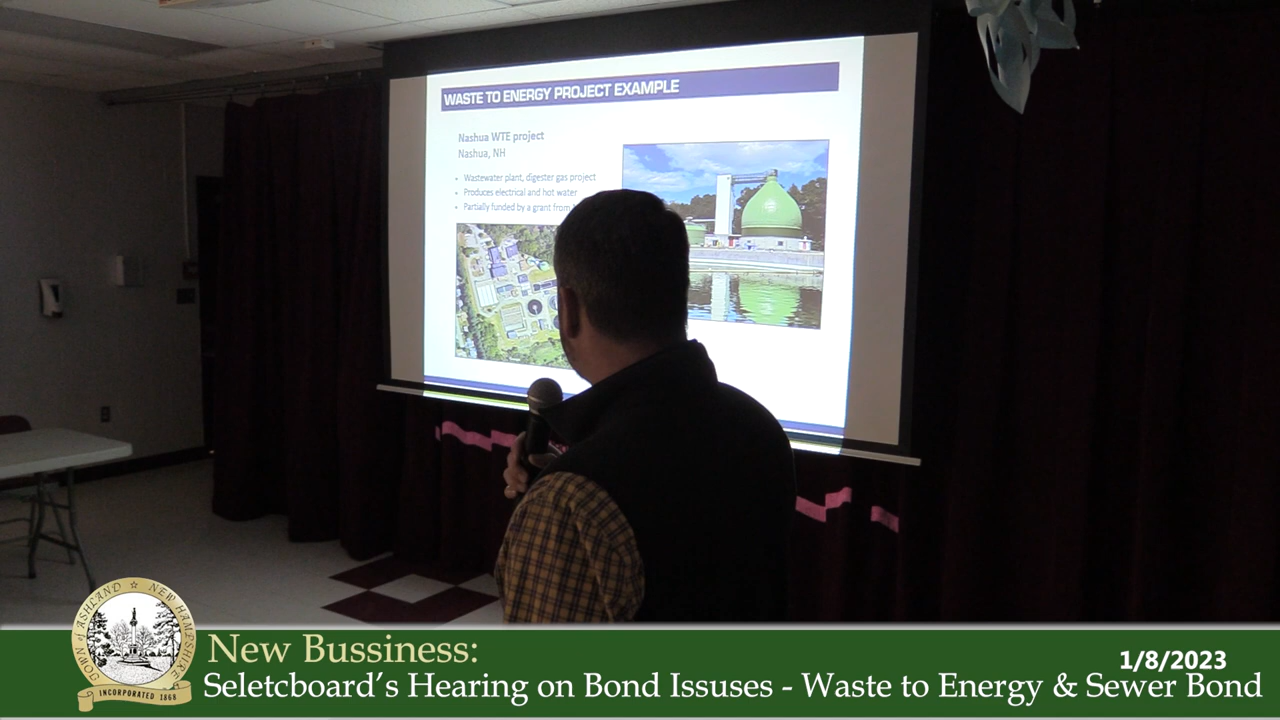 WASTE TO ENERGY PROJECT EXAMPLE
Nashua WTE project
Nashua, NH
• Wastewater plant, digester gas project
• Produces electrical and hot water
• Partially funded by a grant from
TOWN of ASHLAND ☆ NEW HAMPSHIRE
INCORPORATED 1868
New Bussiness:
1/8/2023
Seletcboard's Hearing on Bond Issuses - Waste to Energy & Sewer Bond